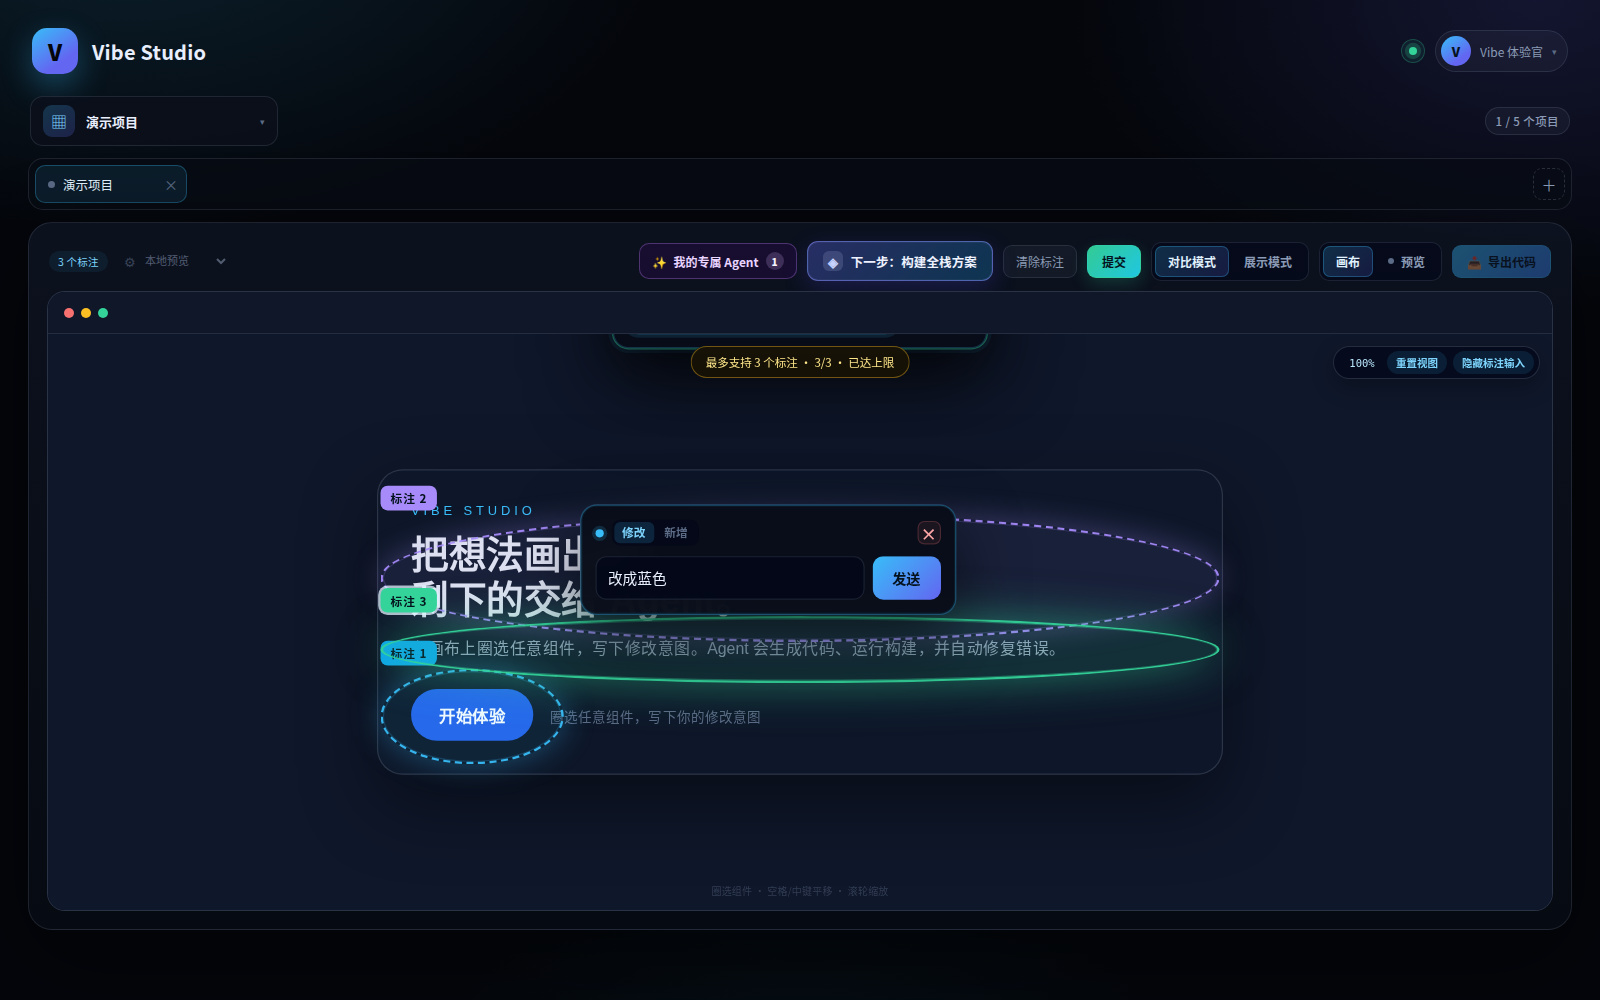 V Vibe Studio
V Vibe 体验官
演示项目
1 / 5 个项目
演示项目
3 个标注
本地预览
我的专属 Agent 1
下一步：构建全栈方案
清除标注
提交
对比模式
展示模式
画布
预览
导出代码
最多支持 3 个标注 · 3/3 · 已达上限
100%
重置视图
隐藏标注输入
标注 2
VIBE STUDIO
修改
新增
把想法画出
改成蓝色
发送
标注 3
剩下的交给
标注 1
画布上圈选任意组件，写下修改意图。Agent 会生成代码、运行构建，并自动修复错误。
开始体验
圈选任意组件，写下你的修改意图
圈选组件 · 空格/中键平移 · 滚轮缩放